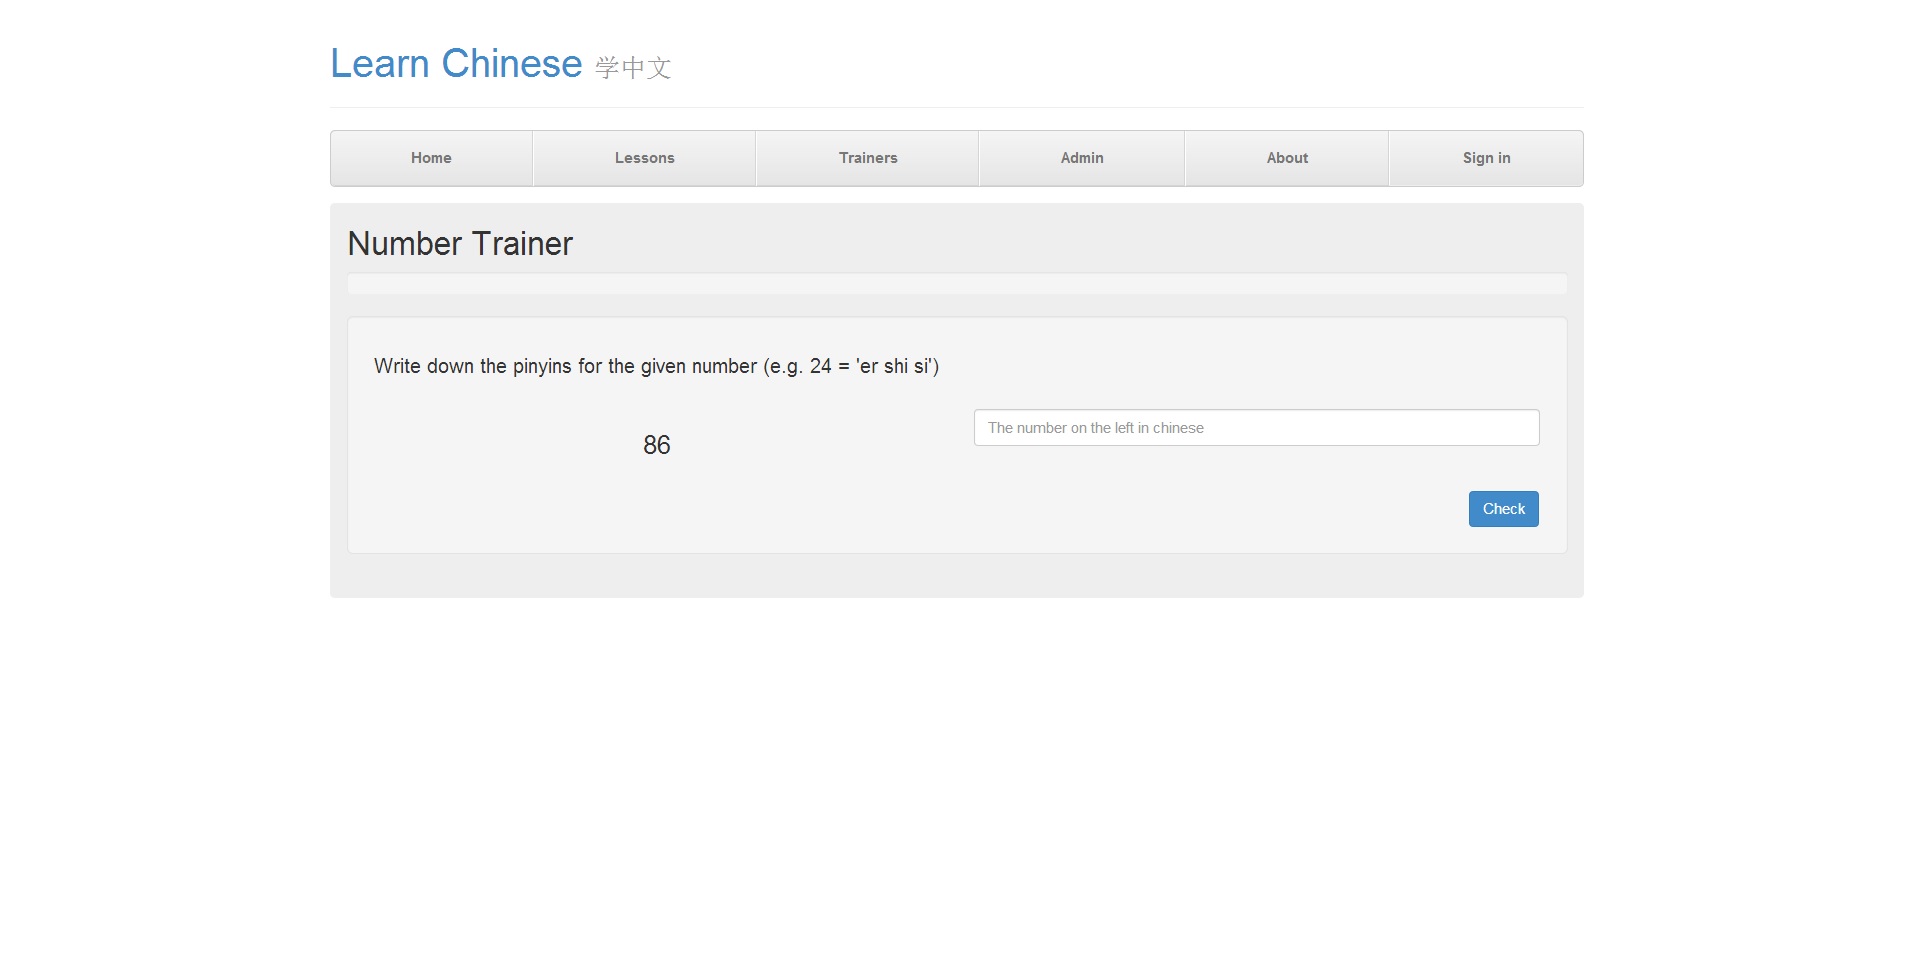 Learn Chinese 学中文
Home Lessons Trainers Admin About Sign in
Number Trainer
Write down the pinyins for the given number (e.g. 24 = 'er shi si')
The number on the left in chinese
86
Check